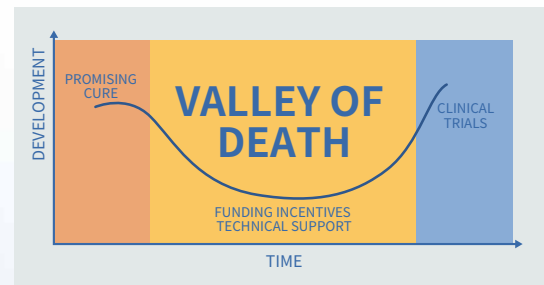 DEVELOPMENT
PROMISING
CURE
VALLEY OF
DEATH
CLINICAL
TRIALS
FUNDING INCENTIVES
TECHNICAL SUPPORT
TIME